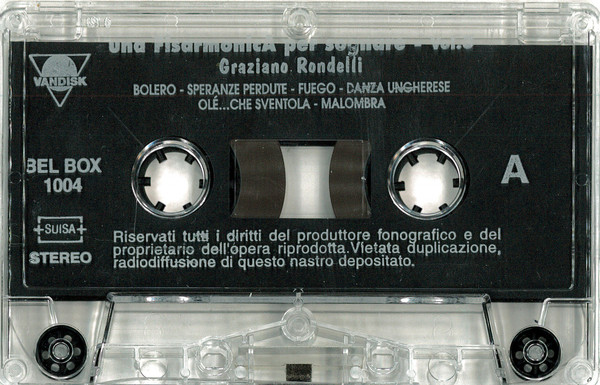 Una FisarmonicA per sognare -
Graziano Rondelli
VANDISK
BOLERO - SPERANZE PERDUTE - FUEGO - DANZA UNGHERESE
OLÉ...CHE SVENTOLA - MALOMBRA
BEL BOX
1004
A
SUISA
STEREO
Riservati tutti i diritti del produttore fonografico e del
proprietario dell'opera riprodotta.Vietata duplicazione,
radiodiffusione di questo nastro depositato.